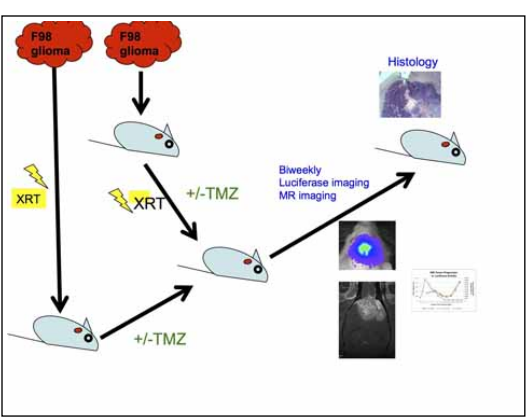 F98
glioma
F98
glioma
Histology
Biweekly
Luciferase imaging
MR imaging
XRT
XRT
+/-TMZ
+/-TMZ